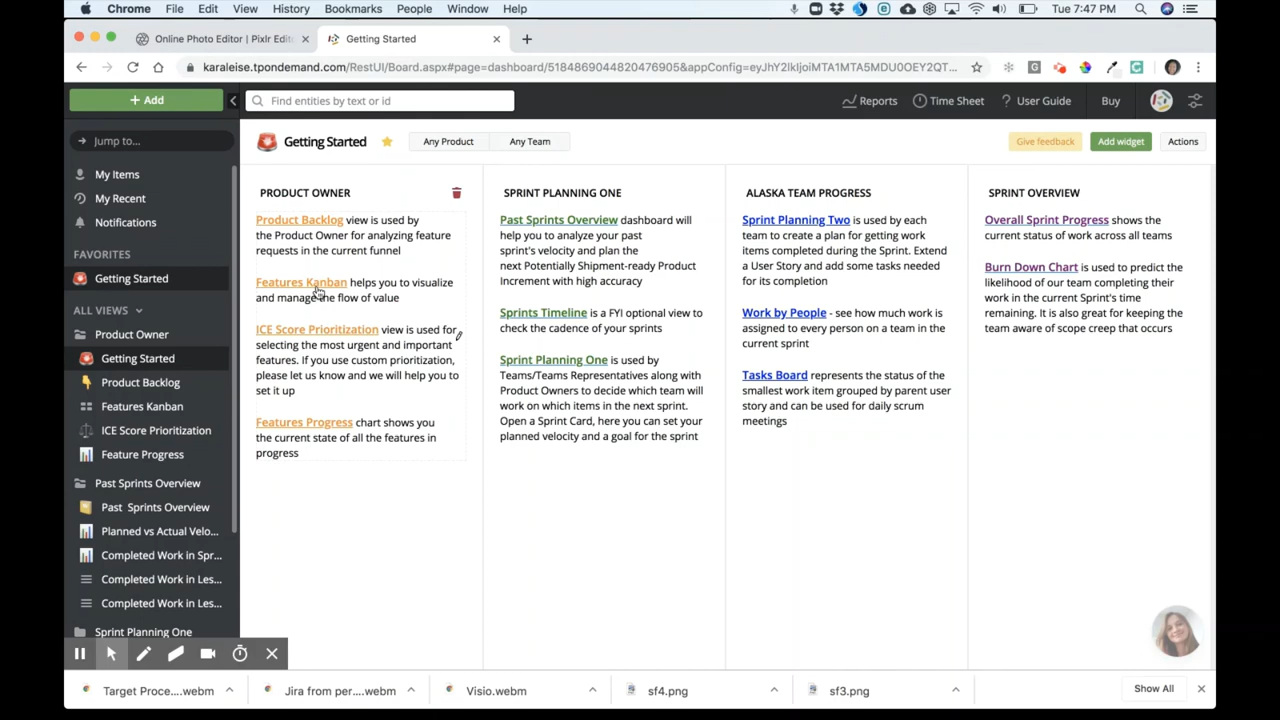 Chrome File Edit View History Bookmarks People Window Help Tue 7:47 PM
Online Photo Editor | Pixlr Edit
Getting Started
karaleise.tpondemand.com/RestUI/Board.aspx#page=dashboard/5184869044820476905&appConfig=eyJhY2lkIjoiMTA1MTA5MDU0OEY2QT...
+ Add
Find entities by text or id
Reports Time Sheet ? User Guide Buy
Jump to...
My Items
My Recent
Notifications
FAVORITES
Getting Started
ALL VIEWS
Product Owner
Getting Started
Product Backlog
Features Kanban
ICE Score Prioritization
Feature Progress
Past Sprints Overview
Past Sprints Overview
Planned vs Actual Velo...
Completed Work in Spr...
Completed Work in Les...
Completed Work in Les...
Sprint Planning One
Getting Started
Any Product Any Team
Give feedback Add widget Actions
PRODUCT OWNER
Product Backlog view is used by
the Product Owner for analyzing feature
requests in the current funnel
Features Kanban helps you to visualize
and manage the flow of value
ICE Score Prioritization view is used for
selecting the most urgent and important
features. If you use custom prioritization,
please let us know and we will help you to
set it up
Features Progress chart shows you
the current state of all the features in
progress
SPRINT PLANNING ONE
Past Sprints Overview dashboard will
help you to analyze your past
sprint's velocity and plan the
next Potentially Shipment-ready Product
Increment with high accuracy
Sprints Timeline is a FYI optional view to
check the cadence of your sprints
Sprint Planning One is used by
Teams/Teams Representatives along with
Product Owners to decide which team will
work on which items in the next sprint.
Open a Sprint Card, here you can set your
planned velocity and a goal for the sprint
ALASKA TEAM PROGRESS
Sprint Planning Two is used by each
team to create a plan for getting work
items completed during the Sprint. Extend
a User Story and add some tasks needed
for its completion
Work by People - see how much work is
assigned to every person on a team in the
current sprint
Tasks Board represents the status of the
smallest work item grouped by parent user
story and can be used for daily scrum
meetings
SPRINT OVERVIEW
Overall Sprint Progress shows the
current status of work across all teams
Burn Down Chart is used to predict the
likelihood of our team completing their
work in the current Sprint's time
remaining. It is also great for keeping the
team aware of scope creep that occurs
Target Proce....webm
Jira from per....webm
Visio.webm
sf4.png
sf3.png
Show All